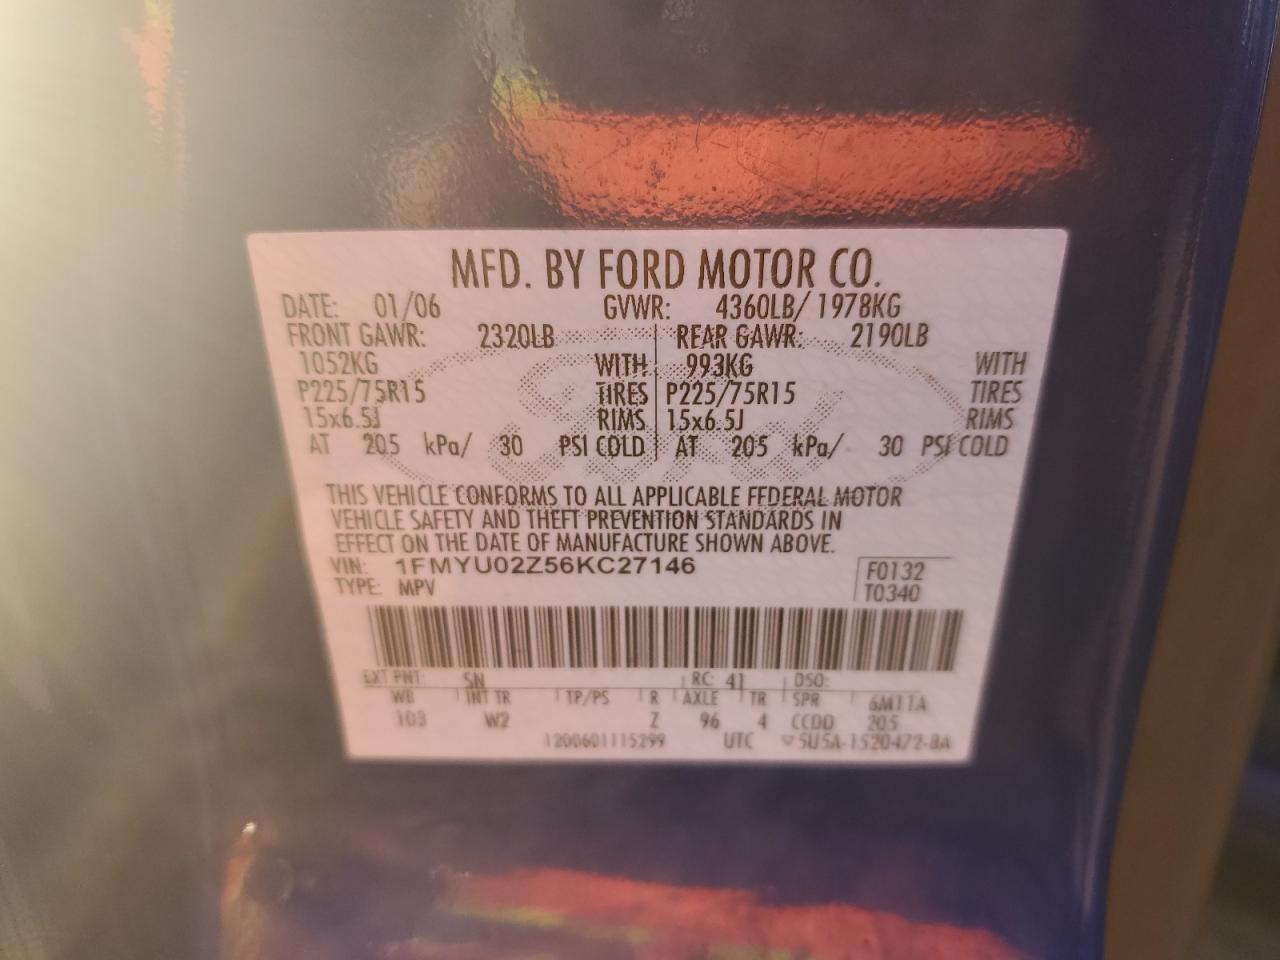 MFD. BY FORD MOTOR CO.
DATE: 01/06 GVWR: 4360LB/ 1978KG
FRONT GAWR: 2320LB REAR GAWR: 2190LB
1052KG WITH 993KG WITH
P225/75R15 TIRES P225/75R15 TIRES
15x6.5J RIMS 15x6.5J RIMS
AT 205 kPa/ 30 PSI COLD AT 205 kPa/ 30 PSI COLD
THIS VEHICLE CONFORMS TO ALL APPLICABLE FEDERAL MOTOR
VEHICLE SAFETY AND THEFT PREVENTION STANDARDS IN
EFFECT ON THE DATE OF MANUFACTURE SHOWN ABOVE.
VIN: 1FMYU02Z56KC27146 F0132
TYPE: MPV T0340
EXT PNT: SN RC: 41 DSO:
WB INT TR TP/PS R AXLE TR SPR 6M11A
103 W2 Z 96 4 CCDD 205
1200601115299 UTC ▽5U5A-1520472-BA